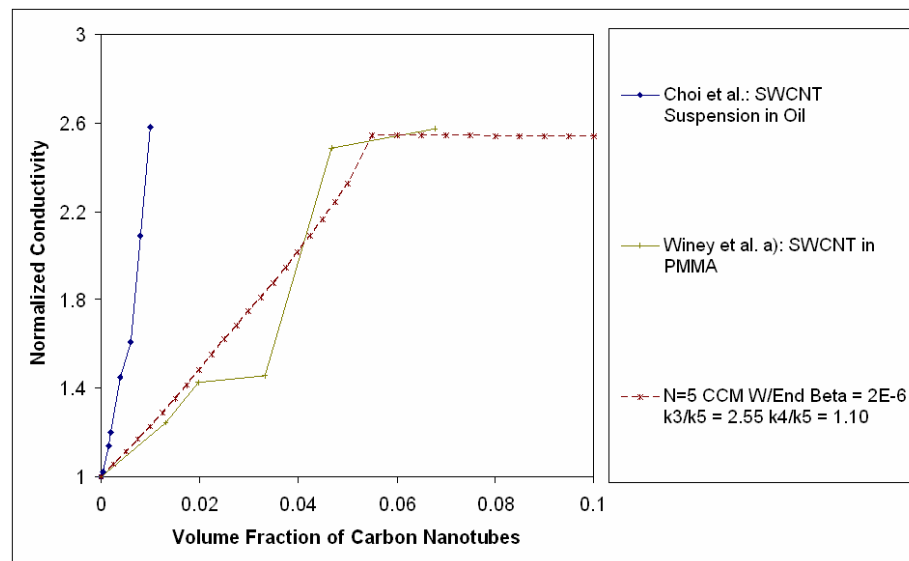 3
2.6
2.2
1.8
1.4
1
Normalized Conductivity
0
0.02
0.04
0.06
0.08
0.1
Volume Fraction of Carbon Nanotubes
Choi et al.: SWCNT
Suspension in Oil
Winey et al. a): SWCNT in
PMMA
N=5 CCM W/End Beta = 2E-6
k3/k5 = 2.55 k4/k5 = 1.10